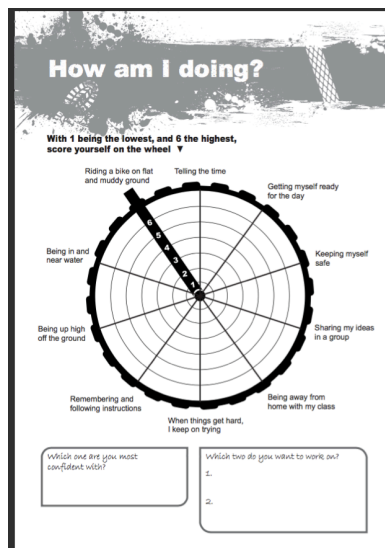 How am I doing?
With 1 being the lowest, and 6 the highest,
score yourself on the wheel ▼
Riding a bike on flat
and muddy ground
Telling the time
Getting myself ready
for the day
Keeping myself
safe
Sharing my ideas
in a group
Being away from
home with my class
When things get hard,
I keep on trying
Remembering and
following instructions
Being up high
off the ground
Being in and
near water
6
5
4
3
2
1
Which one are you most
confident with?
Which two do you want to work on?
1.
2.